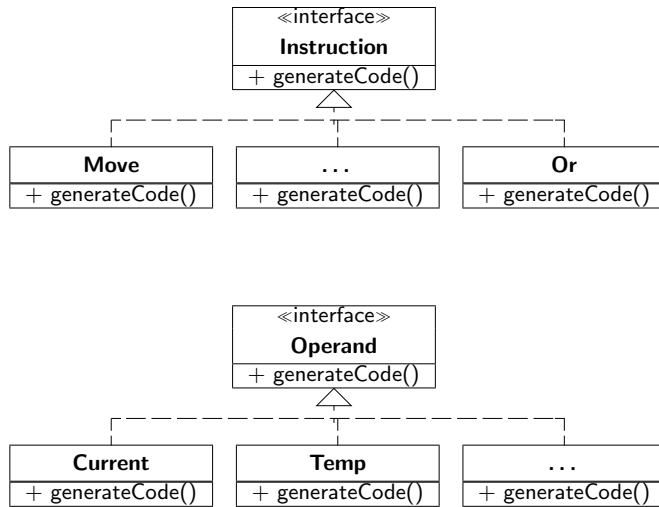 ≪interface≫
Instruction
+ generateCode()
Move
. . .
Or
+ generateCode()
+ generateCode()
+ generateCode()
≪interface≫
Operand
+ generateCode()
Current
Temp
. . .
+ generateCode()
+ generateCode()
+ generateCode()